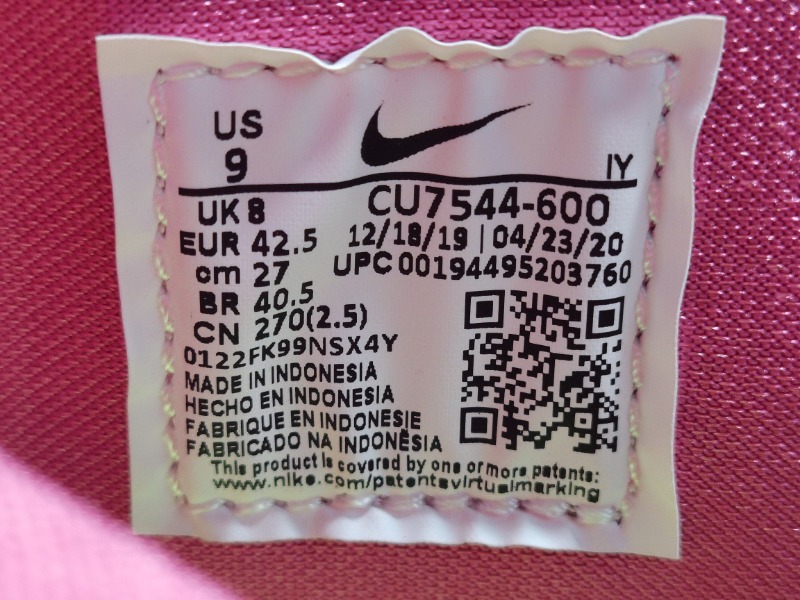 US
9
IY
UK 8
CU7544-600
EUR 42.5
12/18/19 | 04/23/20
cm 27
UPC 00194495203760
BR 40.5
CN 270(2.5)
0122FK99NSX4Y
MADE IN INDONESIA
HECHO EN INDONESIA
FABRIQUE EN INDONESIE
FABRICADO NA INDONÊSIA
This product is covered by one or more patents:
www.nike.com/patentsvirtualmarking